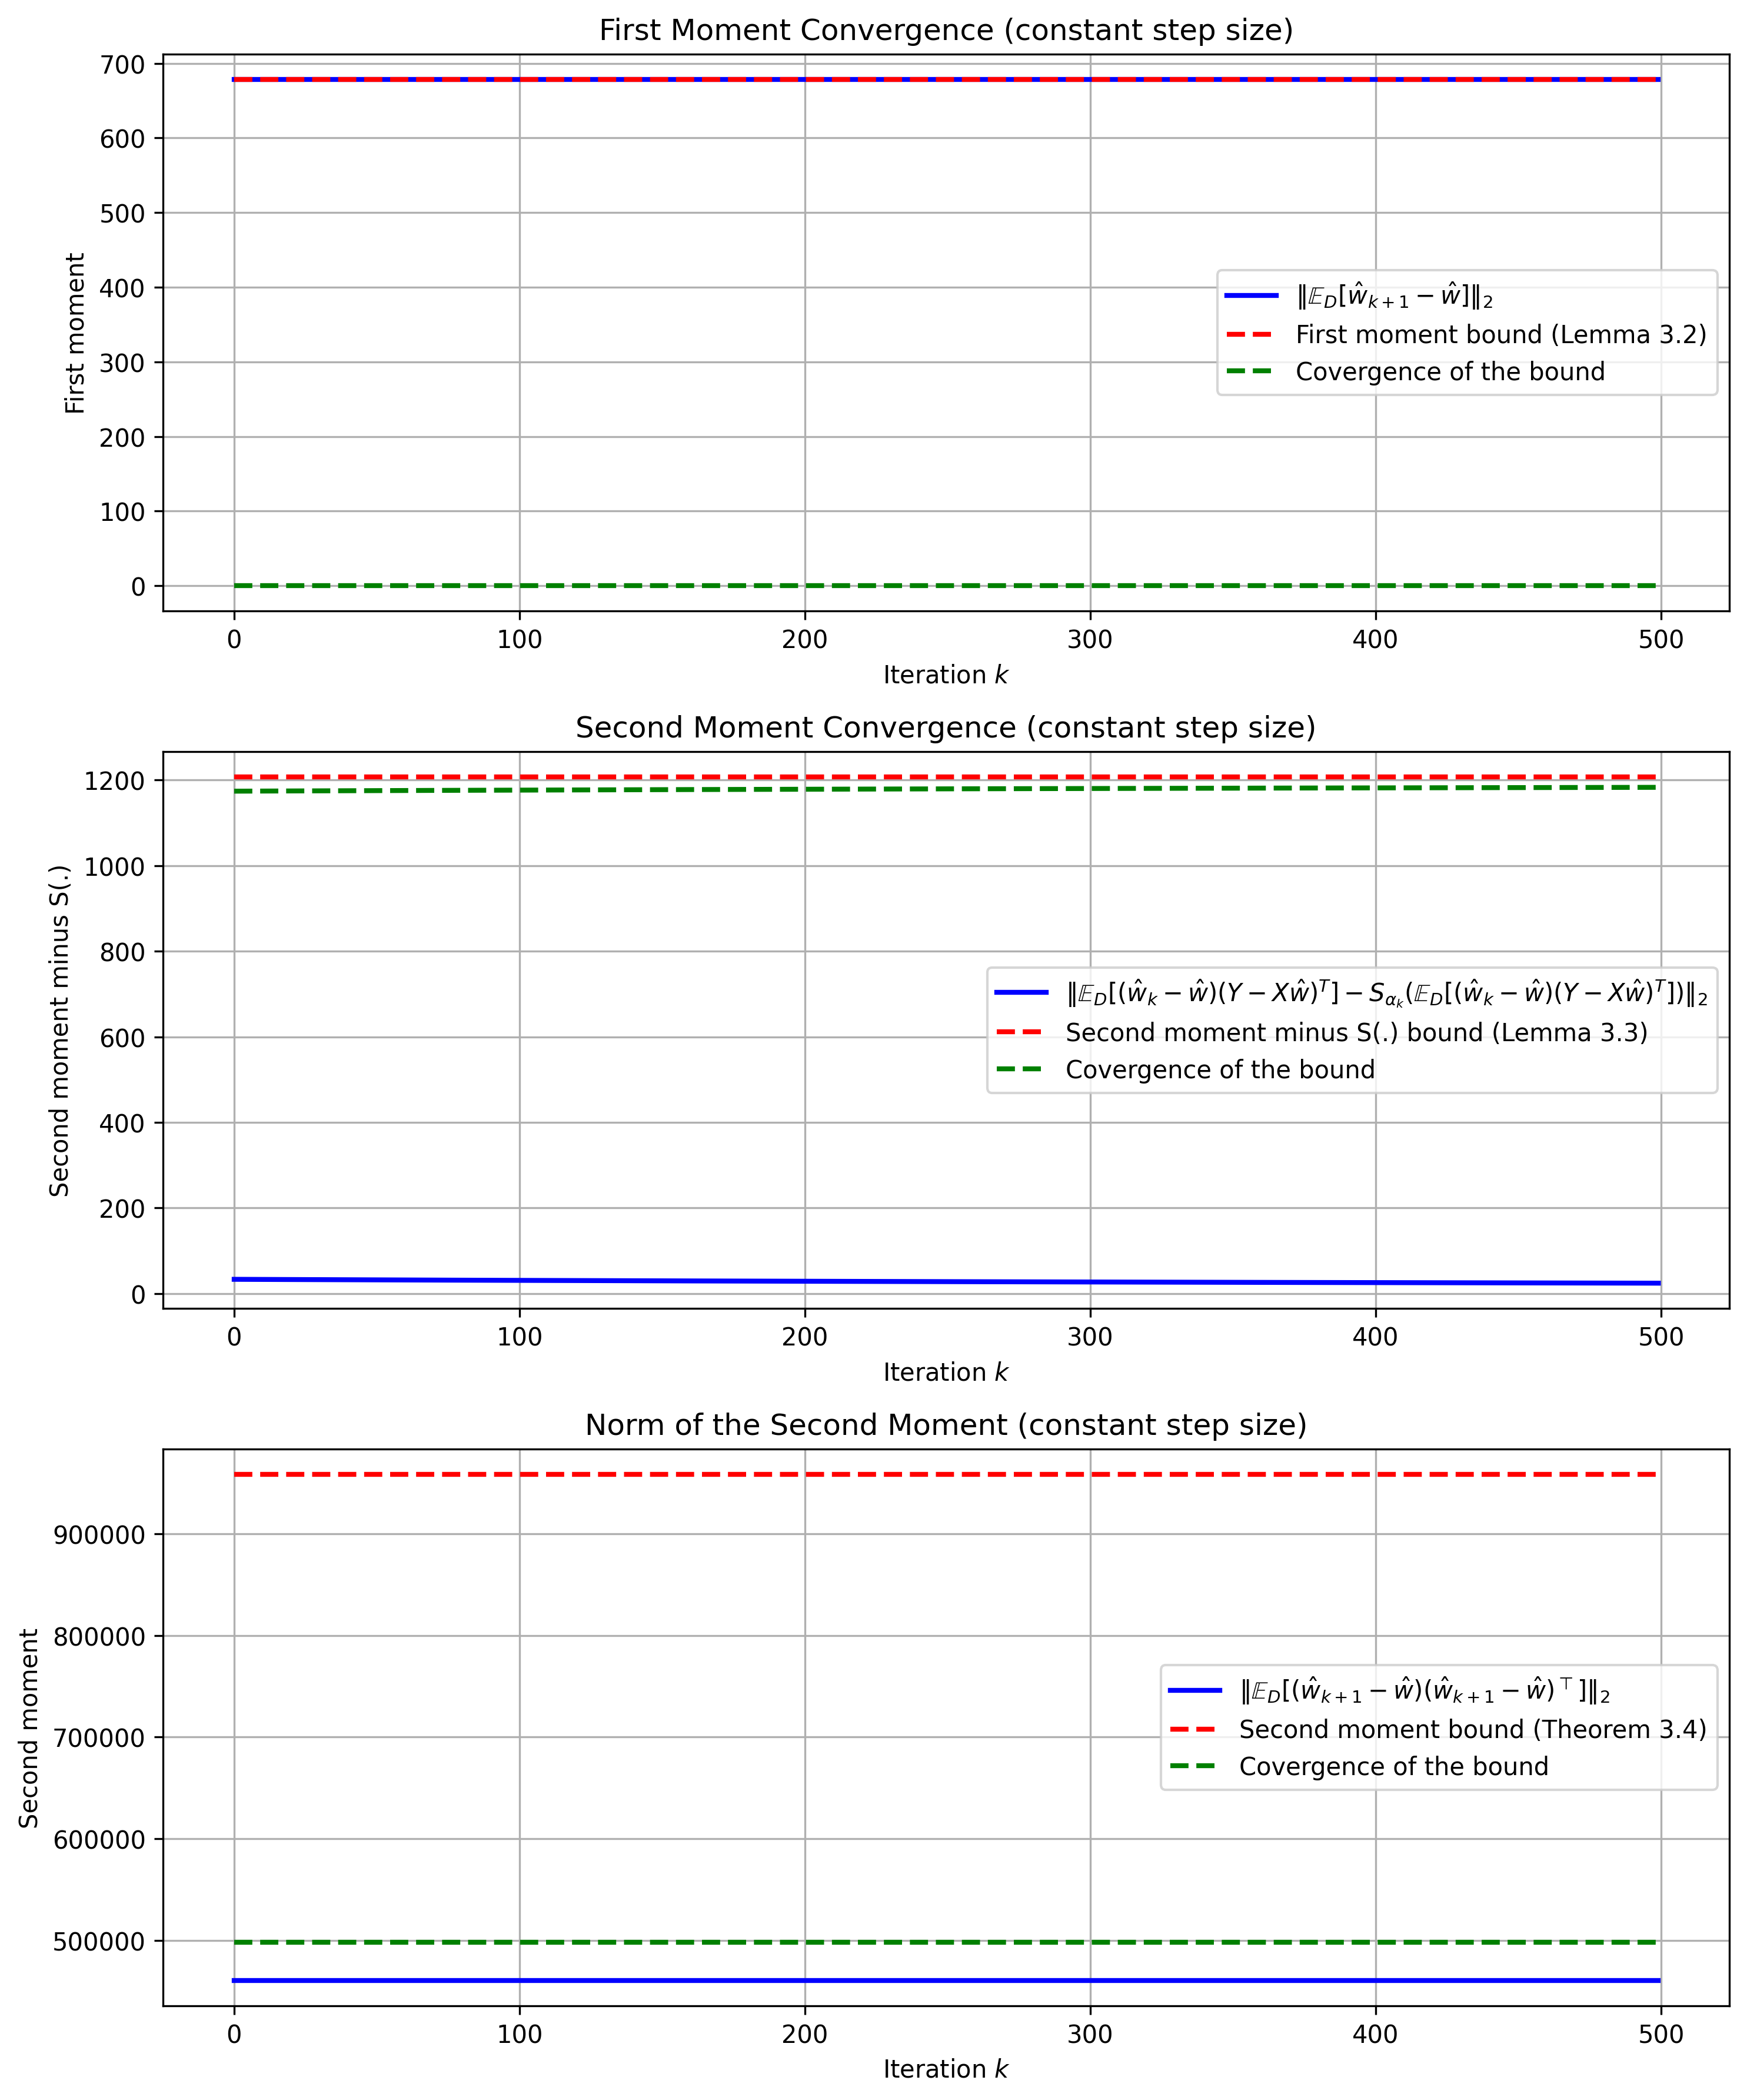 First Moment Convergence (constant step size)
700
600
500
400
300
200
100
0
First moment
‖𝔼_D[ŵ_{k+1} − ŵ]‖₂
First moment bound (Lemma 3.2)
Covergence of the bound
0 100 200 300 400 500
Iteration k
Second Moment Convergence (constant step size)
1200
1000
800
600
400
200
0
Second moment minus S(.)
‖𝔼_D[(ŵ_k − ŵ)(Y − Xŵ)^T] − S_{α_k}(𝔼_D[(ŵ_k − ŵ)(Y − Xŵ)^T])‖₂
Second moment minus S(.) bound (Lemma 3.3)
Covergence of the bound
0 100 200 300 400 500
Iteration k
Norm of the Second Moment (constant step size)
900000
800000
700000
600000
500000
Second moment
‖𝔼_D[(ŵ_{k+1} − ŵ)(ŵ_{k+1} − ŵ)^⊤]‖₂
Second moment bound (Theorem 3.4)
Covergence of the bound
0 100 200 300 400 500
Iteration k